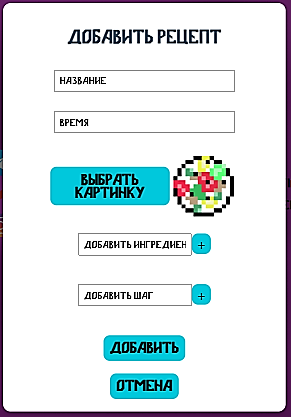 ДОБАВИТЬ РЕЦЕПТ
НАЗВАНИЕ
ВРЕМЯ
ВЫБРАТЬ
КАРТИНКУ
ДОБАВИТЬ ИНГРЕДИЕН
+
ДОБАВИТЬ ШАГ
+
ДОБАВИТЬ
ОТМЕНА